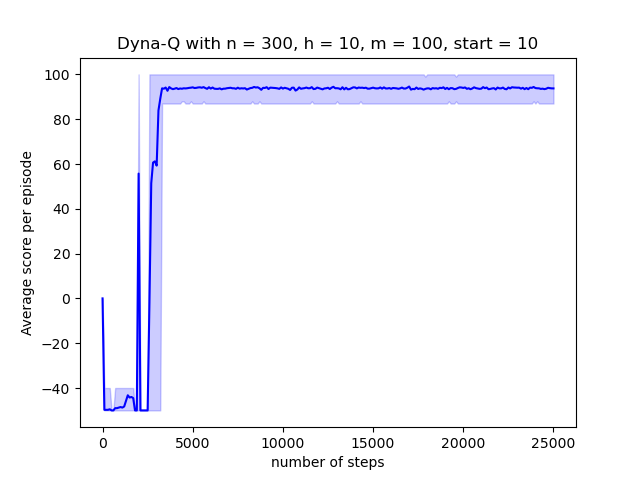 Dyna-Q with n = 300, h = 10, m = 100, start = 10
Average score per episode
100
80
60
40
20
0
−20
−40
0 5000 10000 15000 20000 25000
number of steps